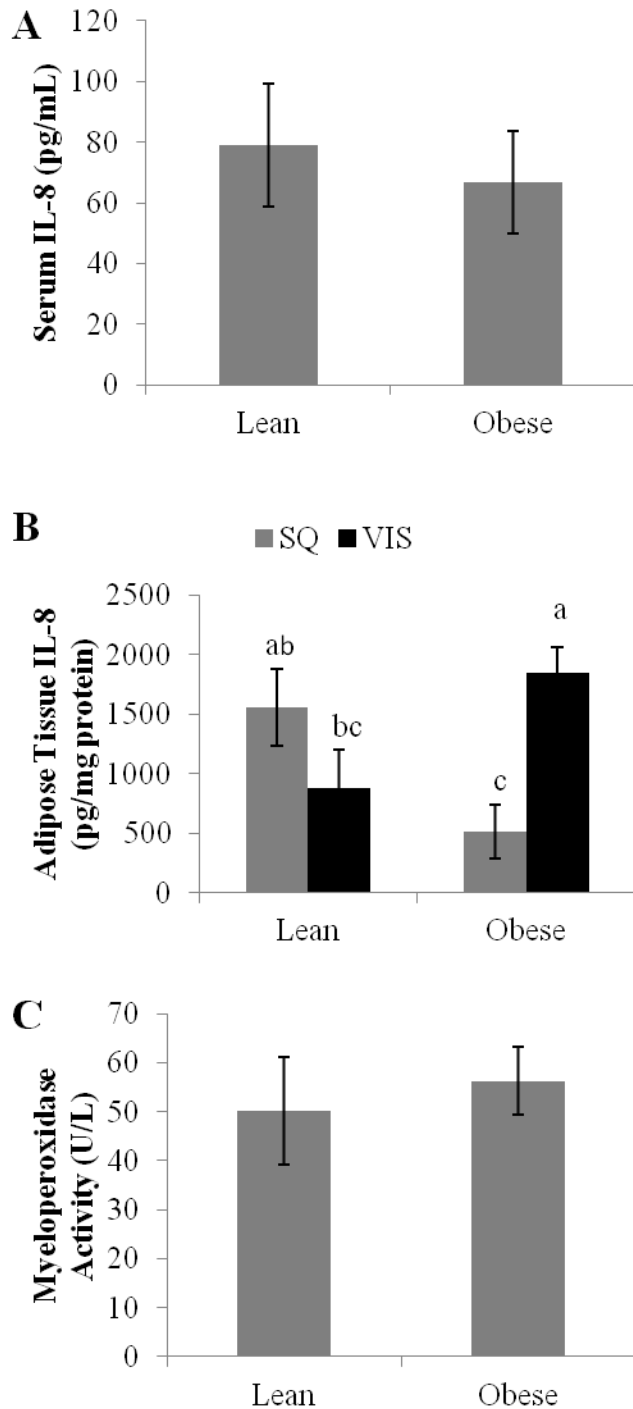 A
Serum IL-8 (pg/mL)
120
100
80
60
40
20
0
Lean Obese
B
SQ VIS
Adipose Tissue IL-8
(pg/mg protein)
2500
2000
1500
1000
500
0
ab
bc
c
a
Lean Obese
C
Myeloperoxidase
Activity (U/L)
70
60
50
40
30
20
10
0
Lean Obese